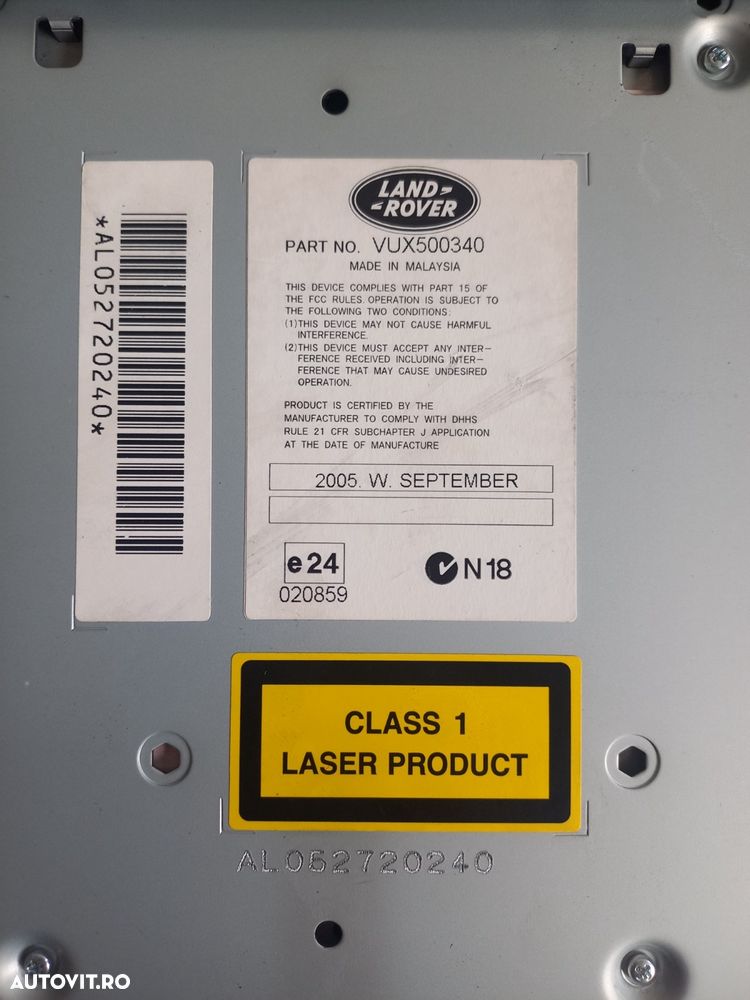 *AL052720240*
LAND-
-ROVER
PART NO. VUX500340
MADE IN MALAYSIA
THIS DEVICE COMPLIES WITH PART 15 OF
THE FCC RULES. OPERATION IS SUBJECT TO
THE FOLLOWING TWO CONDITIONS:
(1)THIS DEVICE MAY NOT CAUSE HARMFUL
INTERFERENCE.
(2)THIS DEVICE MUST ACCEPT ANY INTER-
FERENCE RECEIVED INCLUDING INTER-
FERENCE THAT MAY CAUSE UNDESIRED
OPERATION.
PRODUCT IS CERTIFIED BY THE
MANUFACTURER TO COMPLY WITH DHHS
RULE 21 CFR SUBCHAPTER J APPLICATION
AT THE DATE OF MANUFACTURE
2005. W. SEPTEMBER
e24
020859
N18
CLASS 1
LASER PRODUCT
AL052720240
AUTOVIT.RO